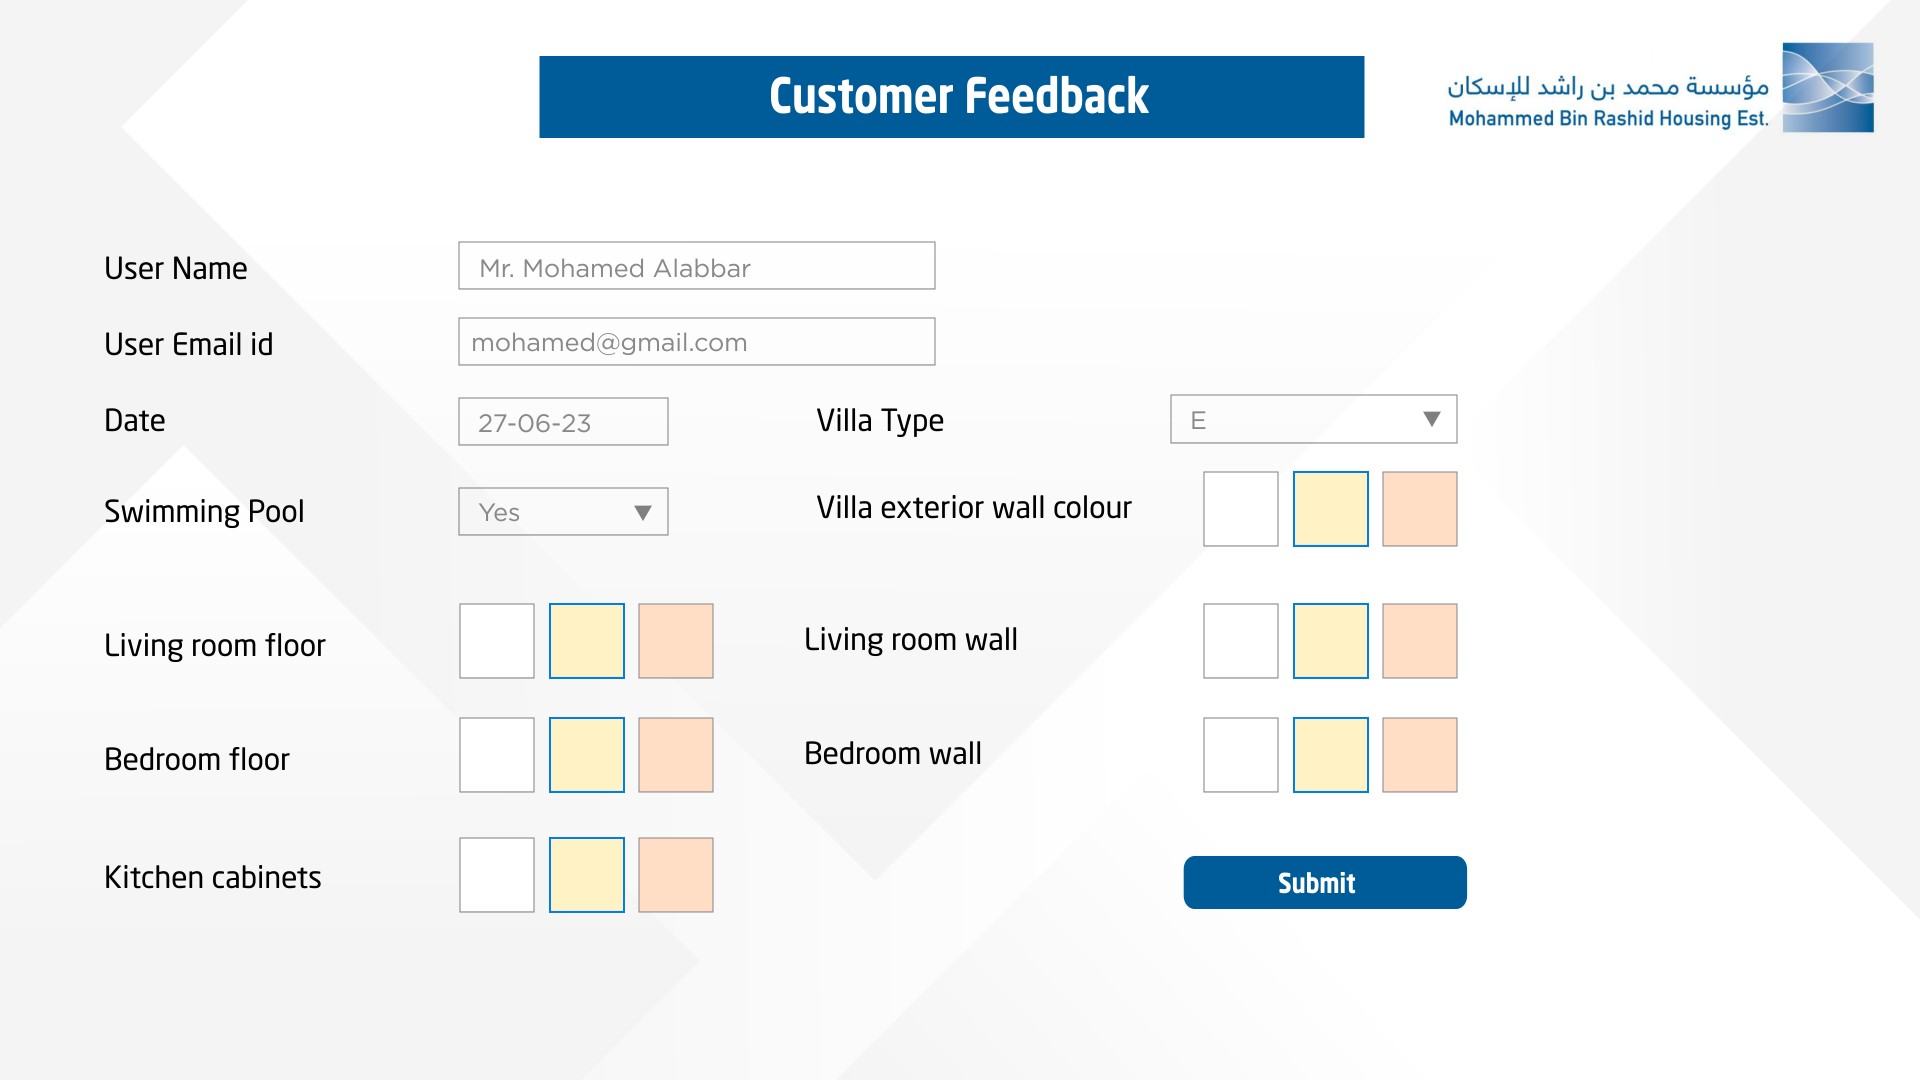 Customer Feedback
مؤسسة محمد بن راشد للإسكان
Mohammed Bin Rashid Housing Est.
User Name
Mr. Mohamed Alabbar
User Email id
mohamed@gmail.com
Date
27-06-23
Villa Type
E
Swimming Pool
Yes
Villa exterior wall colour
Living room floor
Living room wall
Bedroom floor
Bedroom wall
Kitchen cabinets
Submit